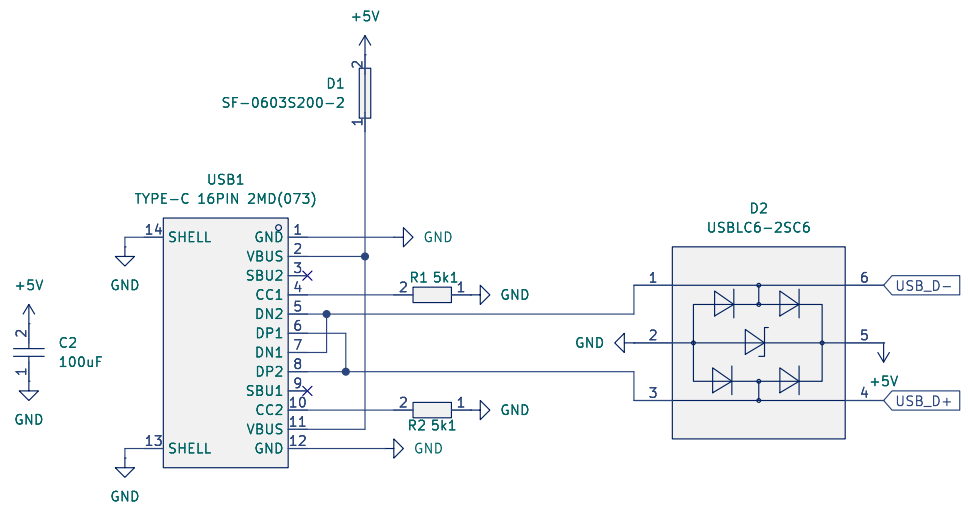 +5V
2
D1
SF-0603S200-2
1
USB1
TYPE-C 16PIN 2MD(073)
14 SHELL GND 1 GND
VBUS 2
SBU2 3
CC1 4 2 R1 5k1 1 GND
DN2 5
DP1 6
DN1 7
DP2 8
SBU1 9
CC2 10 2 R2 5k1 1 GND
VBUS 11
13 SHELL GND 12 GND
GND
GND
+5V
2
C2
100uF
1
GND
D2
USBLC6-2SC6
1 6 USB_D-
GND 2 5
+5V
3 4 USB_D+